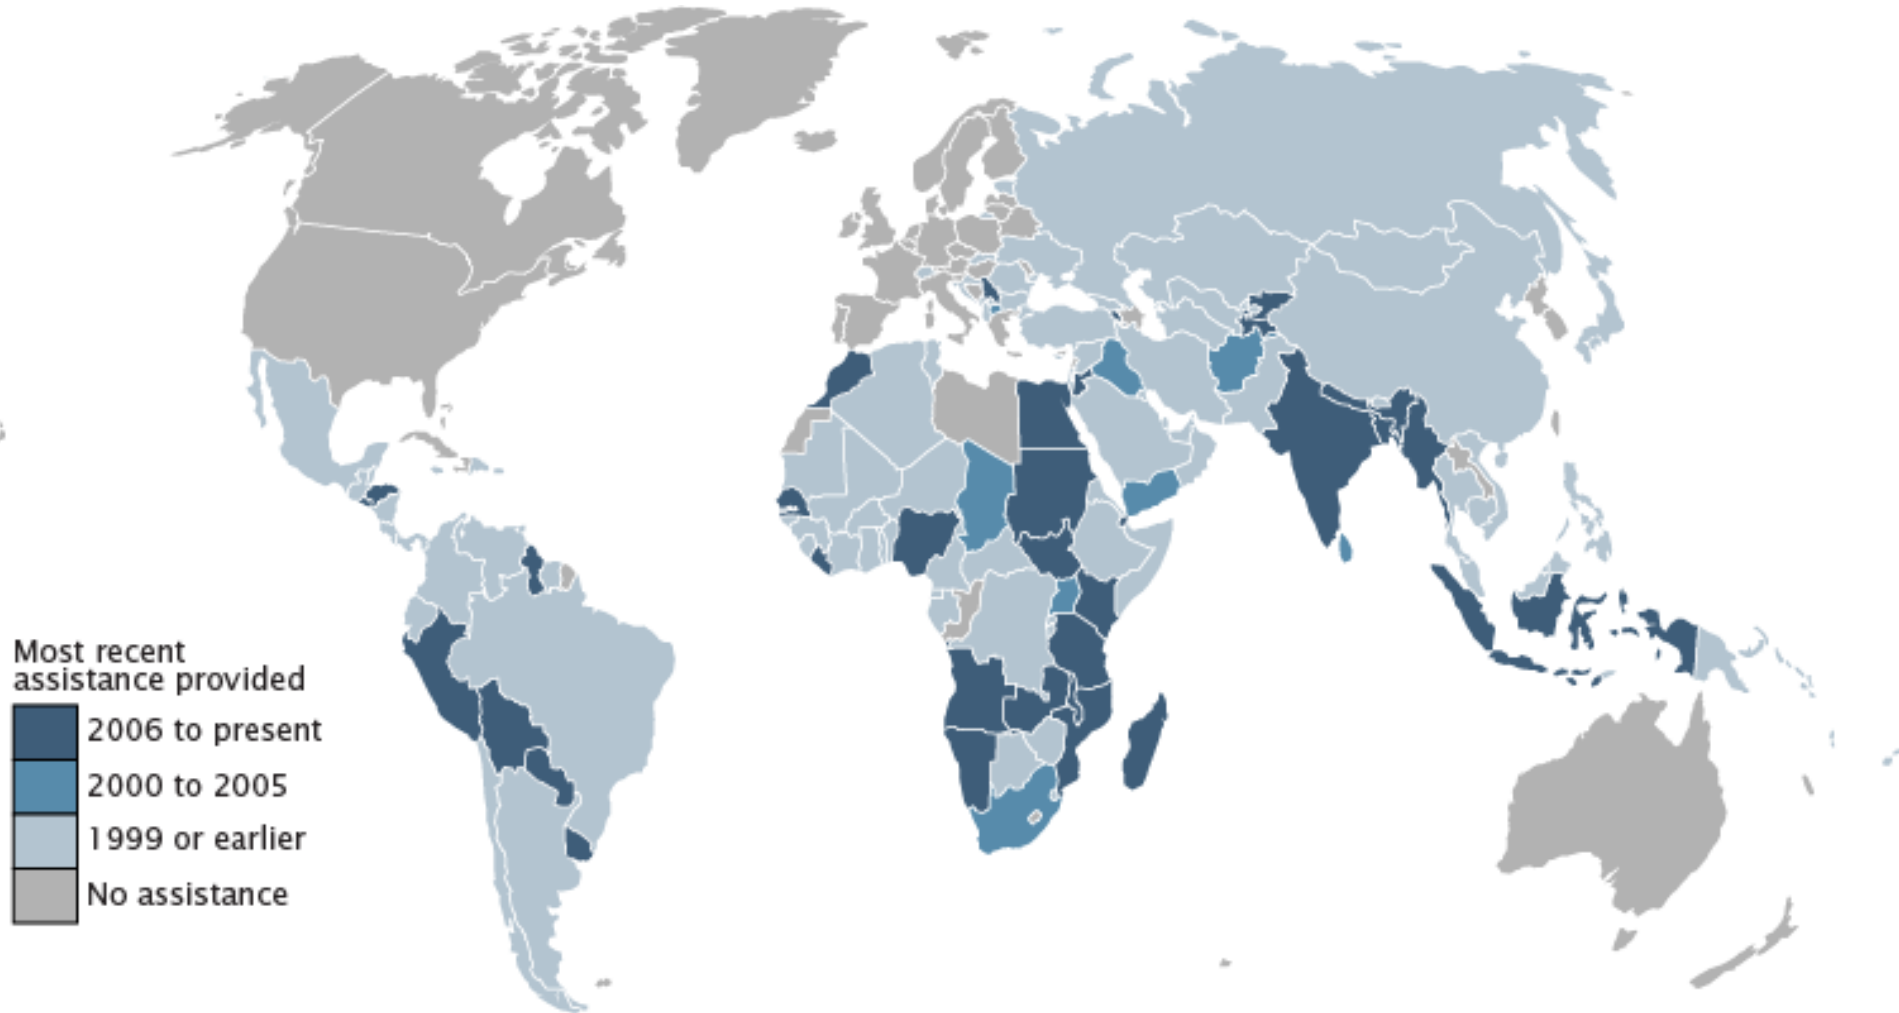 Most recent
assistance provided
2006 to present
2000 to 2005
1999 or earlier
No assistance